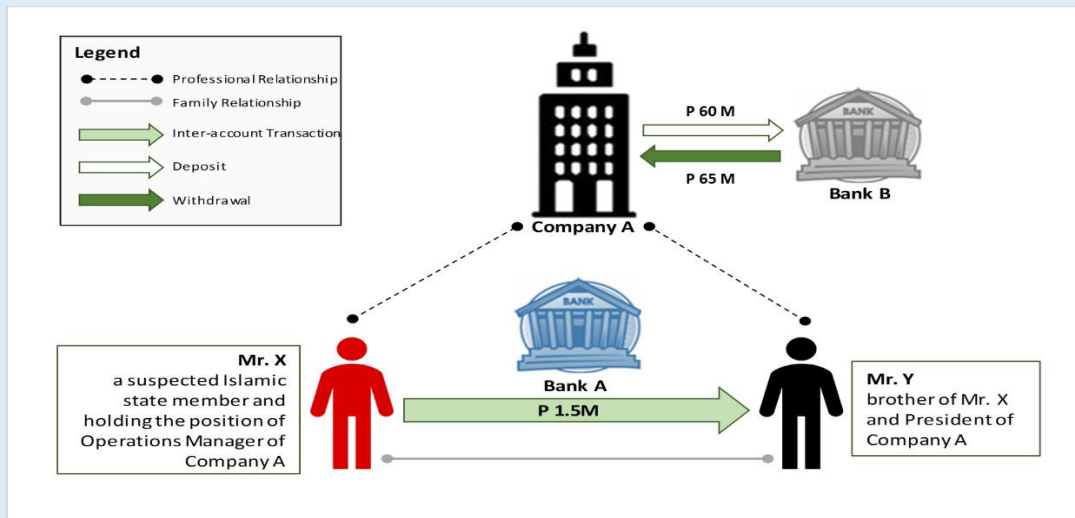 Legend
Professional Relationship
Family Relationship
Inter-account Transaction
Deposit
Withdrawal
P 60 M
P 65 M
BANK
Bank B
Company A
BANK
Bank A
P 1.5M
Mr. X
a suspected Islamic
state member and
holding the position of
Operations Manager of
Company A
Mr. Y
brother of Mr. X
and President of
Company A